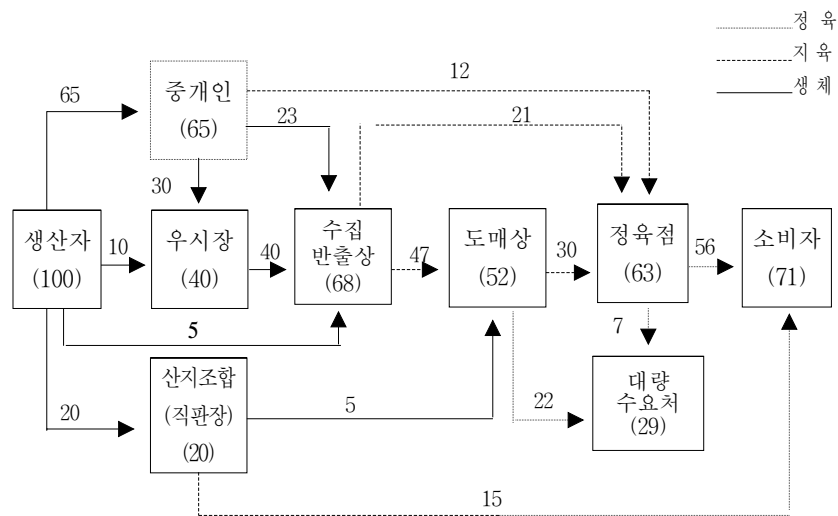 정 육
지 육
생 체
12
65
중개인
(65)
23
21
30
생산자
(100)
10
우시장
(40)
40
수집
반출상
(68)
47
도매상
(52)
30
정육점
(63)
56
소비자
(71)
5
7
20
산지조합
(직판장)
(20)
5
22
대량
수요처
(29)
15